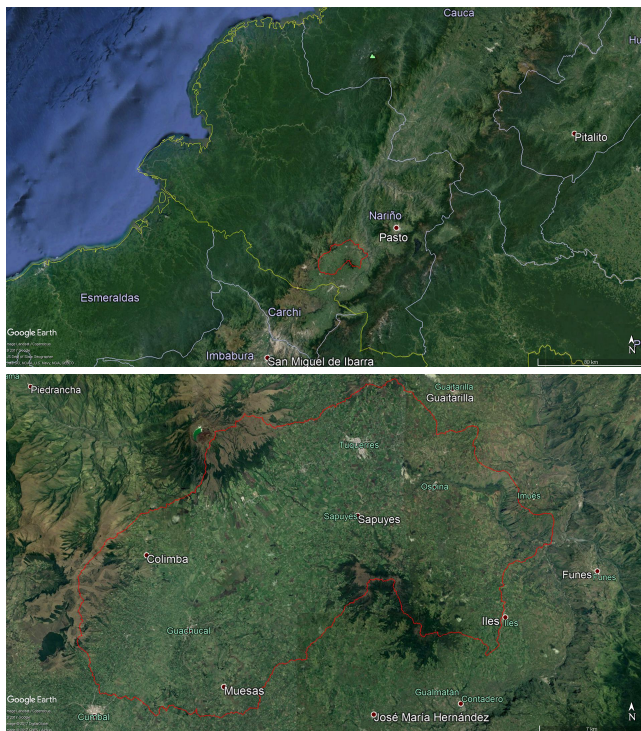 Cauca
Hu
Pitalito
Nariño
Pasto
Esmeraldas
Carchi
Imbabura
San Miguel de Ibarra
Google Earth
N
Piedrancha
Guaitarilla
Guaitarilla
Túquerres
Ospina
Imués
Sapuyes
Sapuyes
Colimba
Funes
Funes
Iles
Iles
Guachucal
Muesas
Gualmatán
Contadero
José María Hernández
Cumbal
Google Earth
N